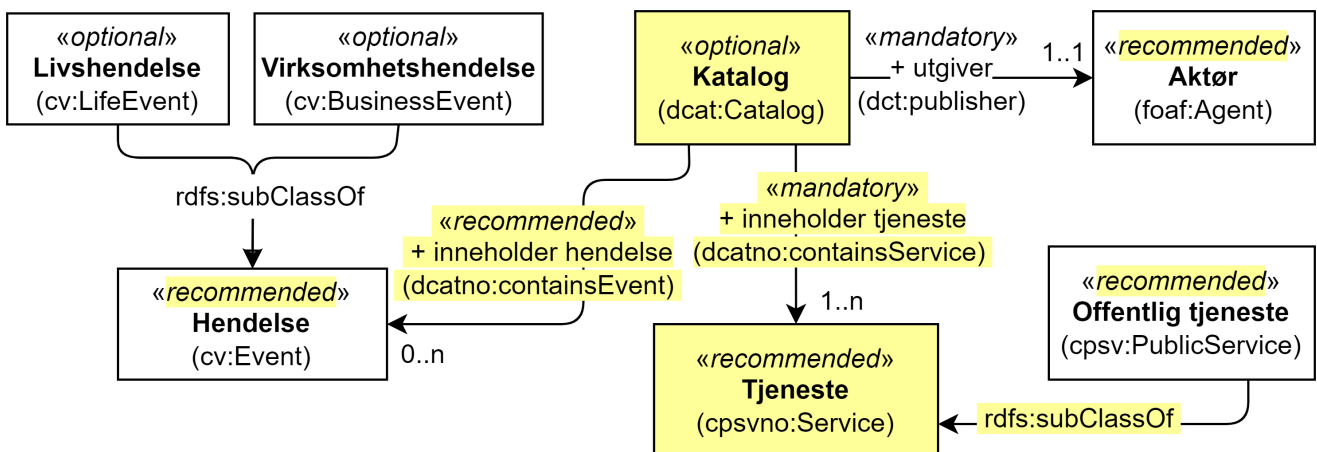 «optional»
Livshendelse
(cv:LifeEvent)
«optional»
Virksomhetshendelse
(cv:BusinessEvent)
«optional»
Katalog
(dcat:Catalog)
«mandatory»
+ utgiver
(dct:publisher)
1..1
«recommended»
Aktør
(foaf:Agent)
rdfs:subClassOf
«recommended»
+ inneholder hendelse
(dcatno:containsEvent)
«mandatory»
+ inneholder tjeneste
(dcatno:containsService)
«recommended»
Hendelse
(cv:Event)
0..n
1..n
«recommended»
Tjeneste
(cpsvno:Service)
«recommended»
Offentlig tjeneste
(cpsv:PublicService)
rdfs:subClassOf